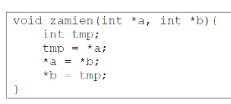 void zamien(int *a, int *b){
    int tmp;
    tmp = *a;
    *a = *b;
    *b = tmp;
}